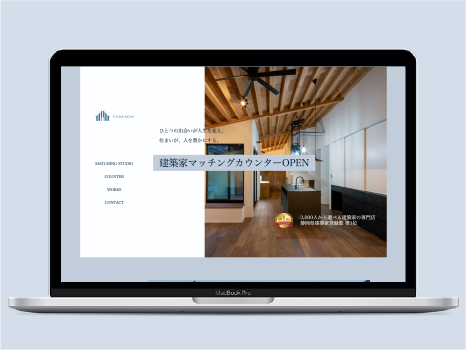 YAMADA
ひとつの出会いが人生を変え、
住まいが、人を豊かにする。
建築家マッチングカウンターOPEN
MATCHING STUDIO
COUNTER
WORKS
CONTACT
3,000人から選べる建築家の専門店
静岡県建築家登録数 第1位
MacBook Pro